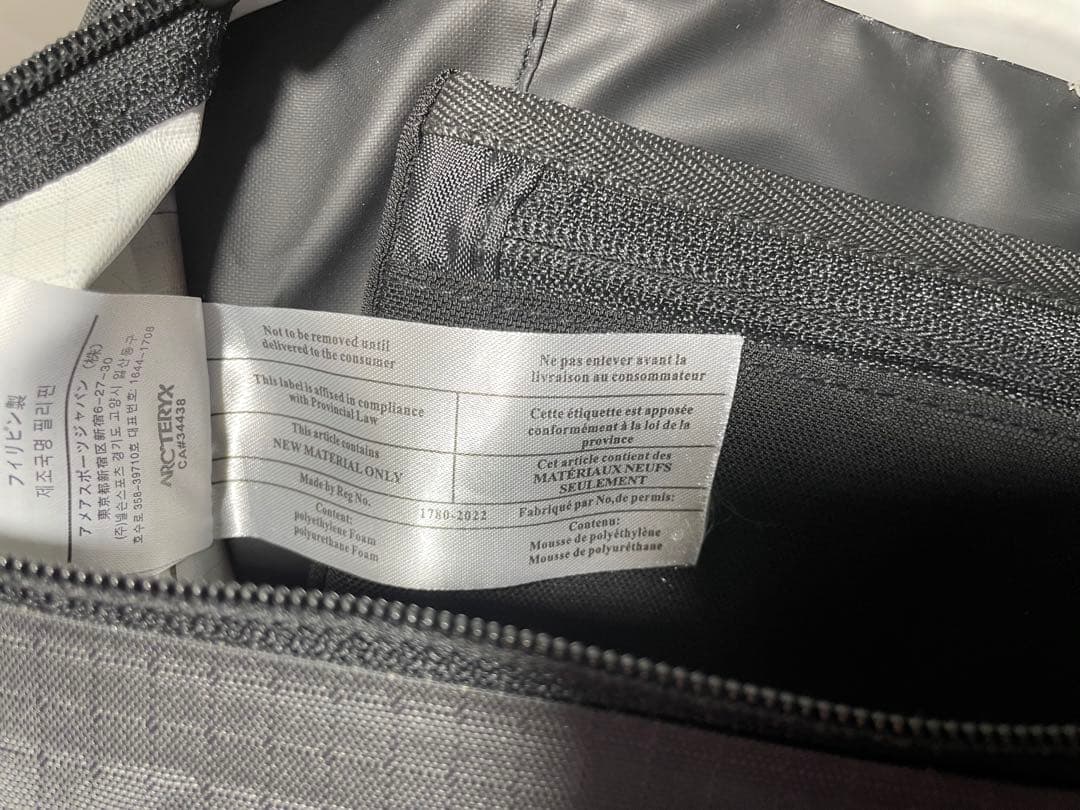 フィリピン製
제조국명 필리핀
アメアスポーツジャパン (株)
東京都新宿区新宿6-27-30
(주)넬슨스포츠 경기도 고양시 일산동구
호수로 358-39710호 대표번호: 1644-1708
ARC'TERYX
CA#34438
Not to be removed until
delivered to the consumer
This label is affixed in compliance
with Provincial Law
This article contains
NEW MATERIAL ONLY
Made by Reg No.
1780-2022
Content:
polyethylene Foam
polyurethane Foam
Ne pas enlever avant la
livraison au consommateur
Cette étiquette est apposée
conformément à la loi de la
province
Cet article contient des
MATÉRIAUX NEUFS
SEULEMENT
Fabriqué par No,de permis:
Contenu:
Mousse de polyéthylène
Mousse de polyuréthane